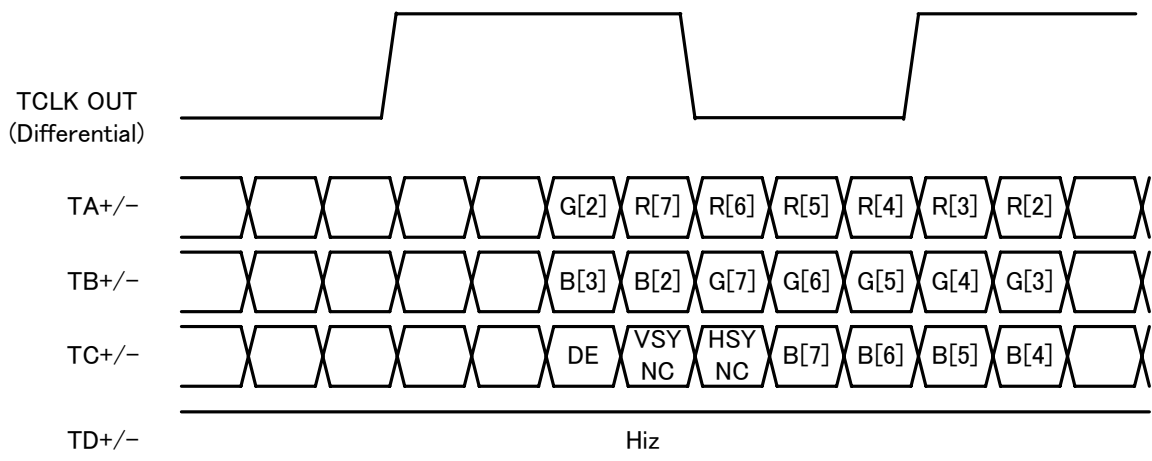 TCLK OUT
(Differential)
TA+/- G[2] R[7] R[6] R[5] R[4] R[3] R[2]
TB+/- B[3] B[2] G[7] G[6] G[5] G[4] G[3]
TC+/- DE VSY NC HSY NC B[7] B[6] B[5] B[4]
TD+/- Hiz